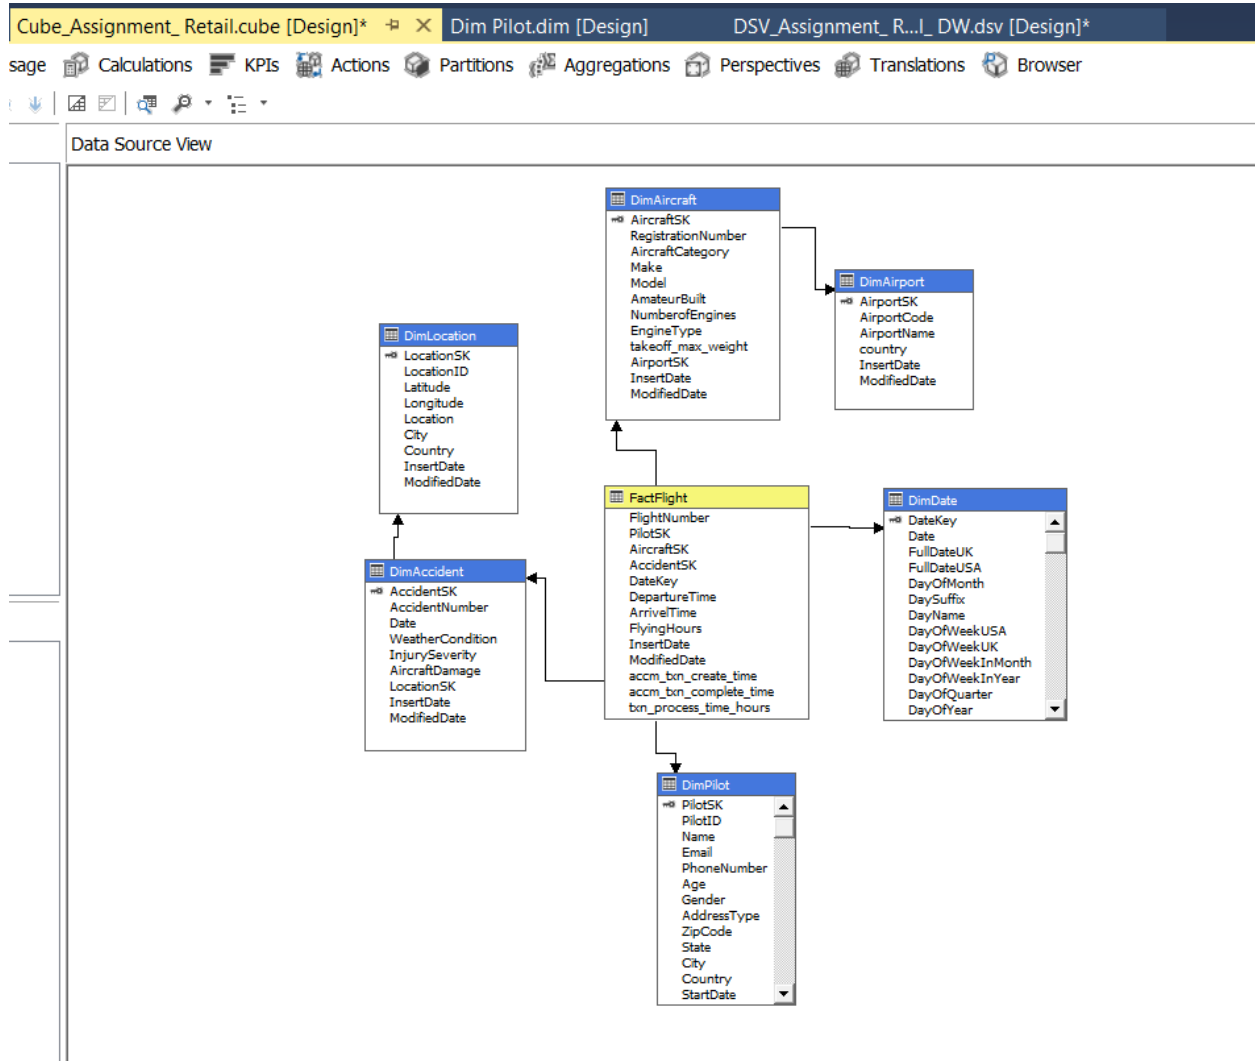 Cube_Assignment_ Retail.cube [Design]* Dim Pilot.dim [Design] DSV_Assignment_ R...I_ DW.dsv [Design]*
sage Calculations KPIs Actions Partitions Aggregations Perspectives Translations Browser
Data Source View
DimAircraft
AircraftSK
RegistrationNumber
AircraftCategory
Make
Model
AmateurBuilt
NumberofEngines
EngineType
takeoff_max_weight
AirportSK
InsertDate
ModifiedDate
DimAirport
AirportSK
AirportCode
AirportName
country
InsertDate
ModifiedDate
DimLocation
LocationSK
LocationID
Latitude
Longitude
Location
City
Country
InsertDate
ModifiedDate
FactFlight
FlightNumber
PilotSK
AircraftSK
AccidentSK
DateKey
DepartureTime
ArrivelTime
FlyingHours
InsertDate
ModifiedDate
accm_txn_create_time
accm_txn_complete_time
txn_process_time_hours
DimDate
DateKey
Date
FullDateUK
FullDateUSA
DayOfMonth
DaySuffix
DayName
DayOfWeekUSA
DayOfWeekUK
DayOfWeekInMonth
DayOfWeekInYear
DayOfQuarter
DayOfYear
DimAccident
AccidentSK
AccidentNumber
Date
WeatherCondition
InjurySeverity
AircraftDamage
LocationSK
InsertDate
ModifiedDate
DimPilot
PilotSK
PilotID
Name
Email
PhoneNumber
Age
Gender
AddressType
ZipCode
State
City
Country
StartDate